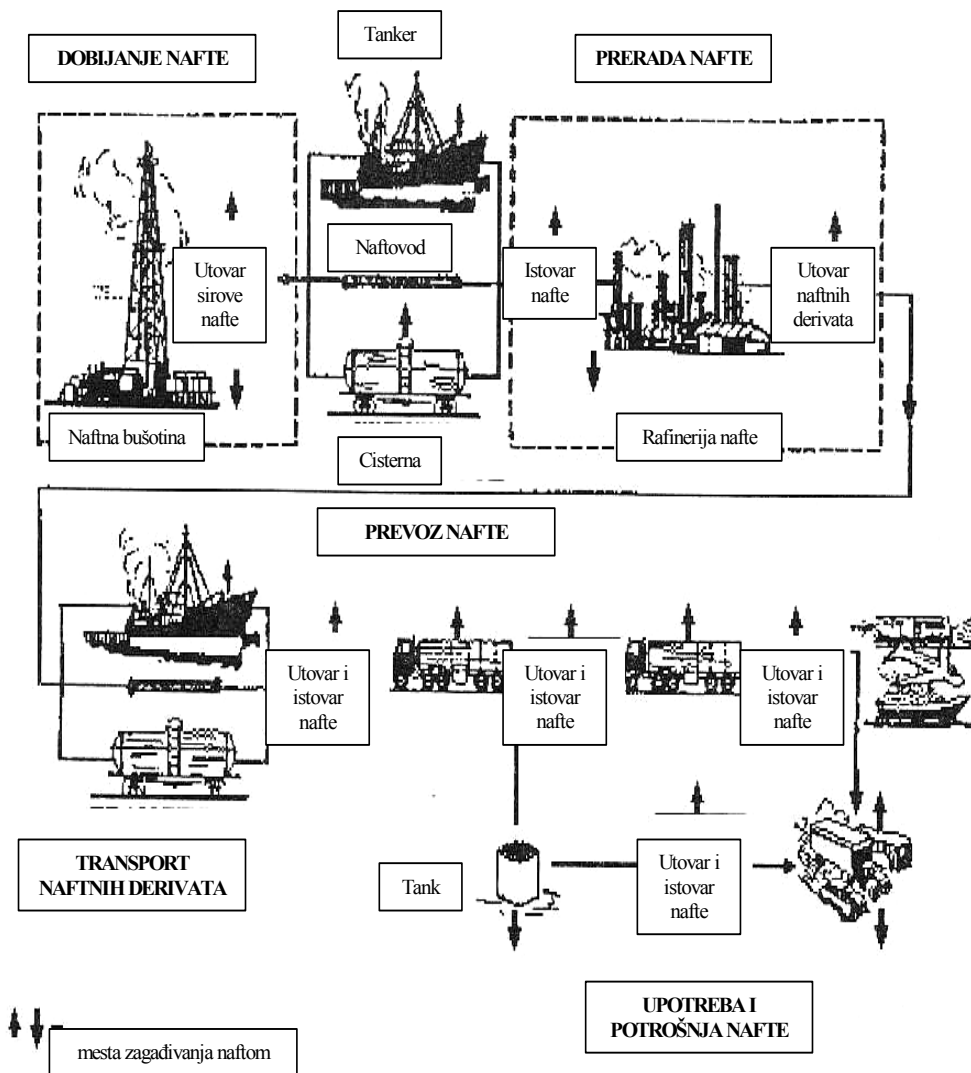 Tanker
DOBIJANJE NAFTE
PRERADA NAFTE
Naftovod
Utovar
sirove
nafte
Istovar
nafte
Utovar
naftnih
derivata
Naftna bušotina
Cisterna
Rafinerija nafte
PREVOZ NAFTE
Utovar i
istovar
nafte
Utovar i
istovar
nafte
Utovar i
istovar
nafte
TRANSPORT
NAFTNIH DERIVATA
Tank
Utovar i
istovar
nafte
UPOTREBA I
POTROŠNJA NAFTE
mesta zagađivanja naftom